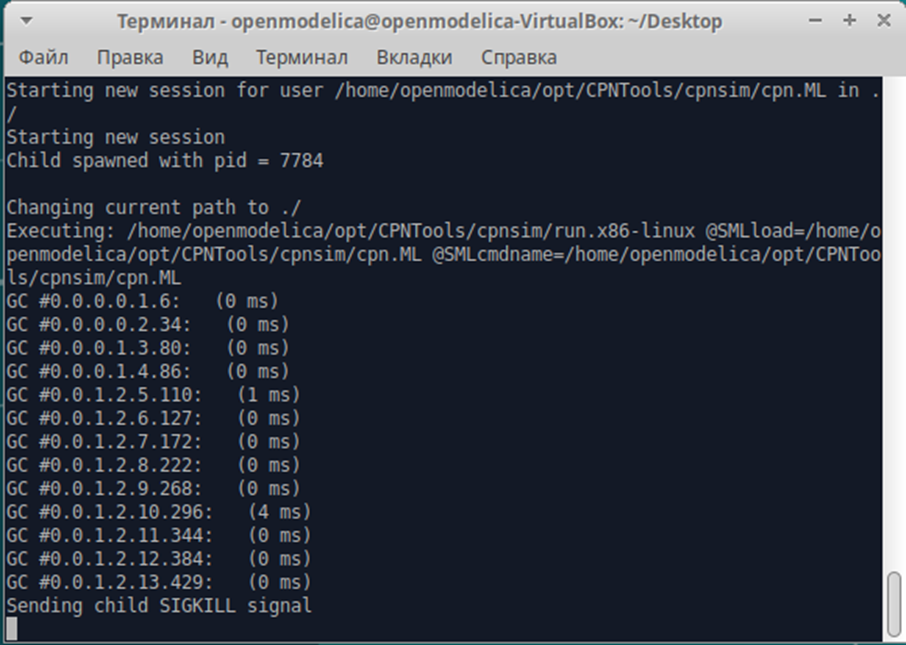 Терминал - openmodelica@openmodelica-VirtualBox: ~/Desktop
Файл Правка Вид Терминал Вкладки Справка
Starting new session for user /home/openmodelica/opt/CPNTools/cpnsim/cpn.ML in .
/
Starting new session
Child spawned with pid = 7784
Changing current path to ./
Executing: /home/openmodelica/opt/CPNTools/cpnsim/run.x86-linux @SMLload=/home/o
penmodelica/opt/CPNTools/cpnsim/cpn.ML @SMLcmdname=/home/openmodelica/opt/CPNToo
ls/cpnsim/cpn.ML
GC #0.0.0.0.1.6:   (0 ms)
GC #0.0.0.0.2.34:   (0 ms)
GC #0.0.0.1.3.80:   (0 ms)
GC #0.0.0.1.4.86:   (0 ms)
GC #0.0.1.2.5.110:   (1 ms)
GC #0.0.1.2.6.127:   (0 ms)
GC #0.0.1.2.7.172:   (0 ms)
GC #0.0.1.2.8.222:   (0 ms)
GC #0.0.1.2.9.268:   (0 ms)
GC #0.0.1.2.10.296:   (4 ms)
GC #0.0.1.2.11.344:   (0 ms)
GC #0.0.1.2.12.384:   (0 ms)
GC #0.0.1.2.13.429:   (0 ms)
Sending child SIGKILL signal